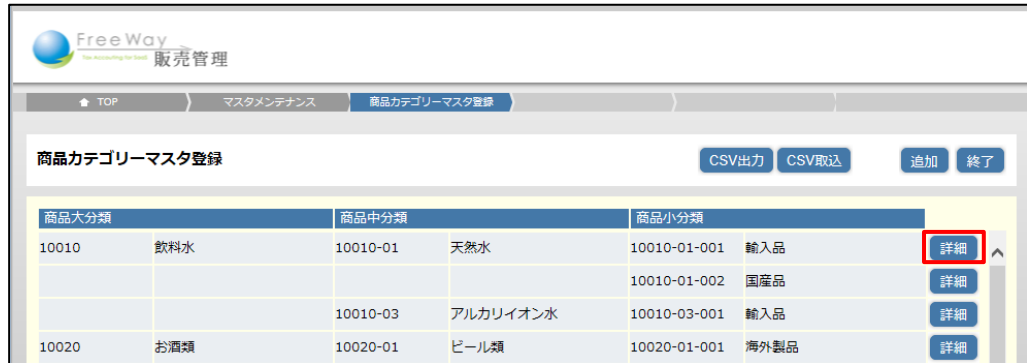 FreeWay
販売管理
TOP マスタメンテナンス 商品カテゴリーマスタ登録
商品カテゴリーマスタ登録 CSV出力 CSV取込 追加 終了
商品大分類 商品中分類 商品小分類
10010 飲料水 10010-01 天然水 10010-01-001 輸入品 詳細
10010-01-002 国産品 詳細
10010-03 アルカリイオン水 10010-03-001 輸入品 詳細
10020 お酒類 10020-01 ビール類 10020-01-001 海外製品 詳細